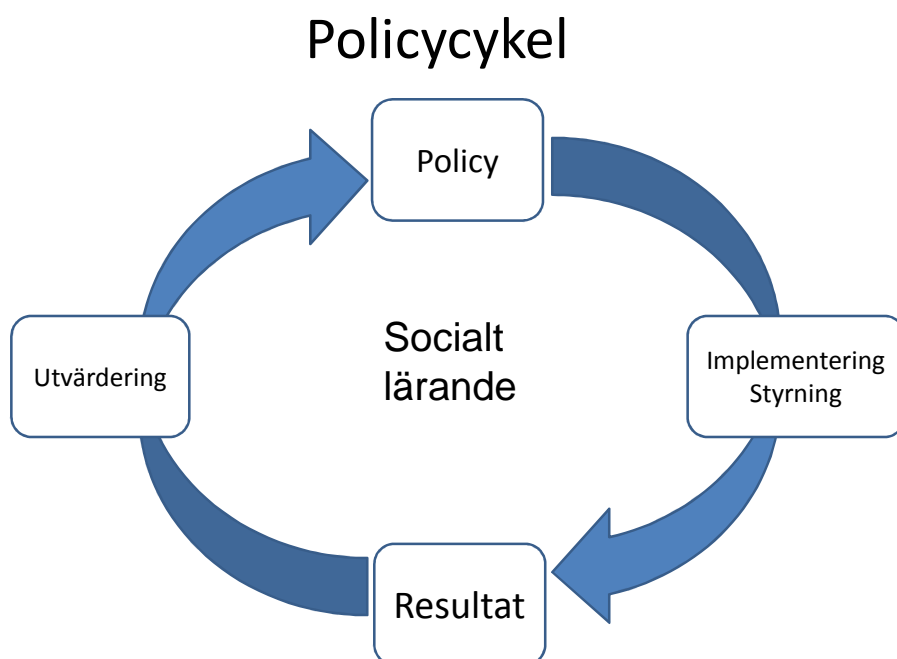 Policycykel
Policy
Utvärdering
Socialt
lärande
Implementering
Styrning
Resultat